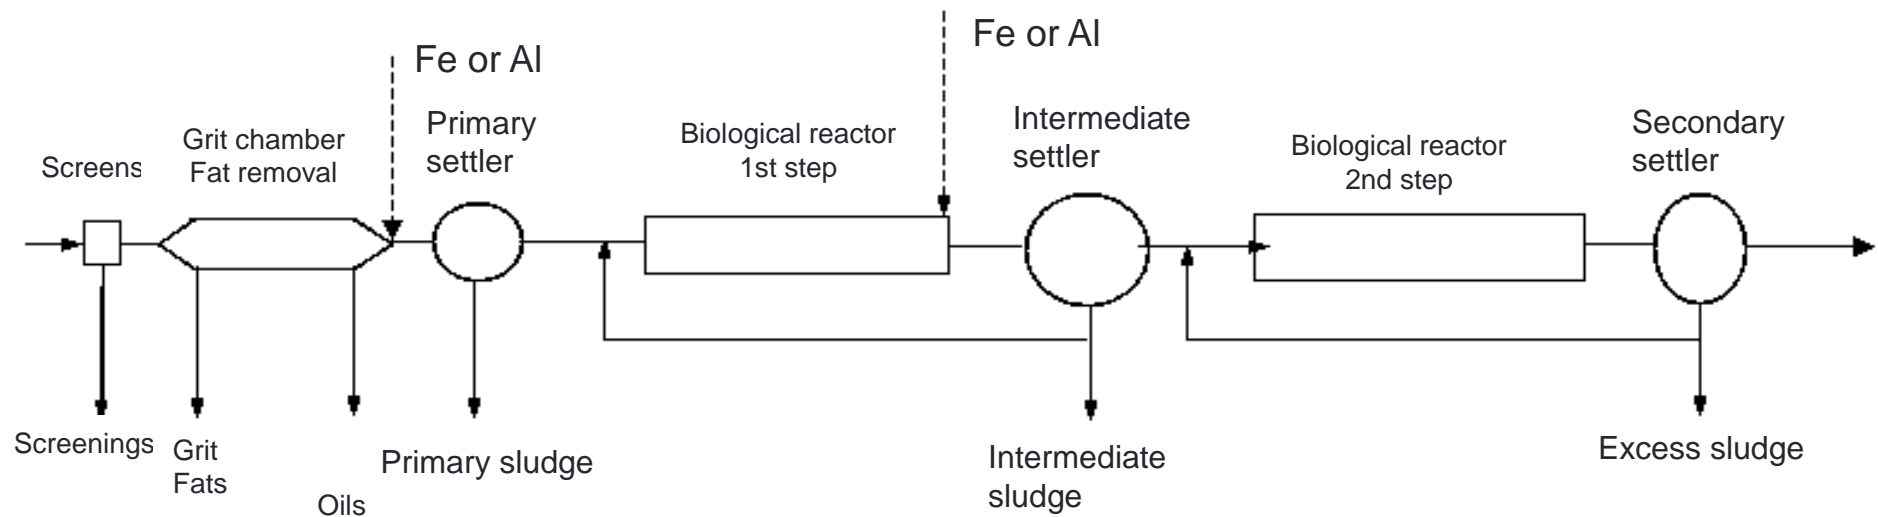 Fe or Al
Fe or Al
Screens
Grit chamber
Fat removal
Primary
settler
Biological reactor
1st step
Intermediate
settler
Biological reactor
2nd step
Secondary
settler
Screenings
Grit
Fats
Oils
Primary sludge
Intermediate
sludge
Excess sludge